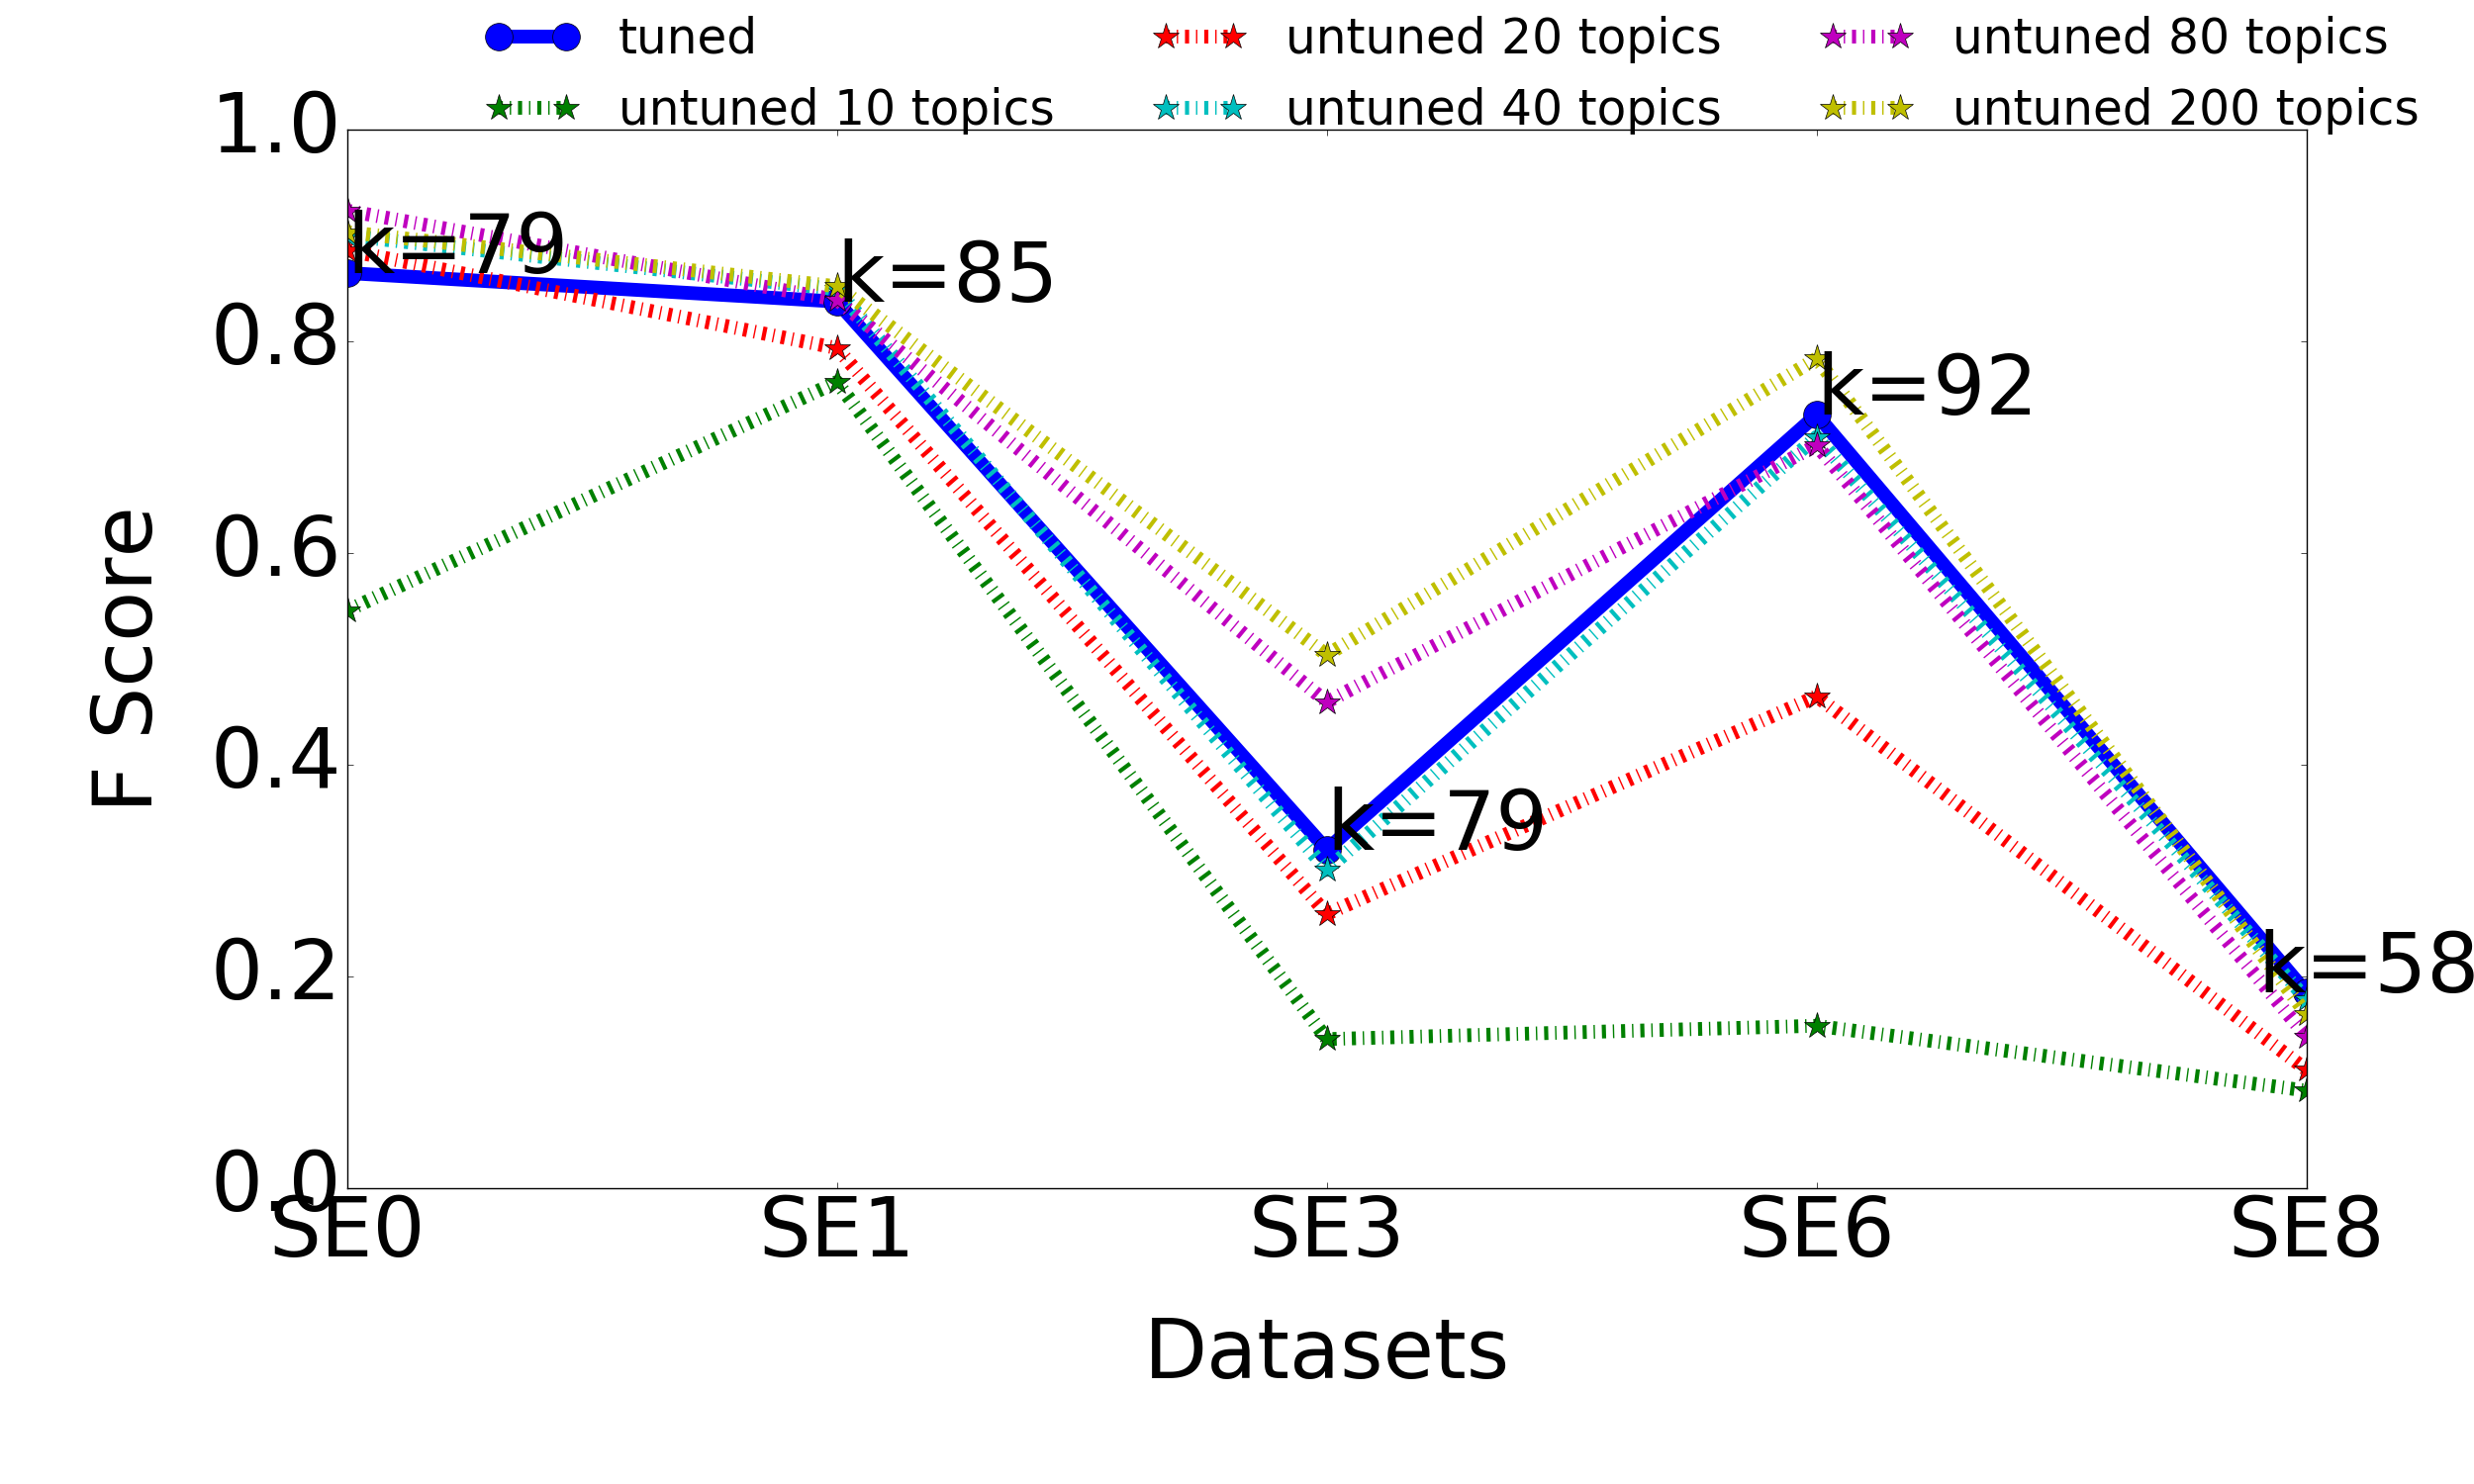 tuned
untuned 20 topics
untuned 80 topics
untuned 10 topics
untuned 40 topics
untuned 200 topics
1.0
0.8
0.6
0.4
0.2
0.0
F Score
k=79
k=85
k=79
k=92
k=58
SE0
SE1
SE3
SE6
SE8
Datasets